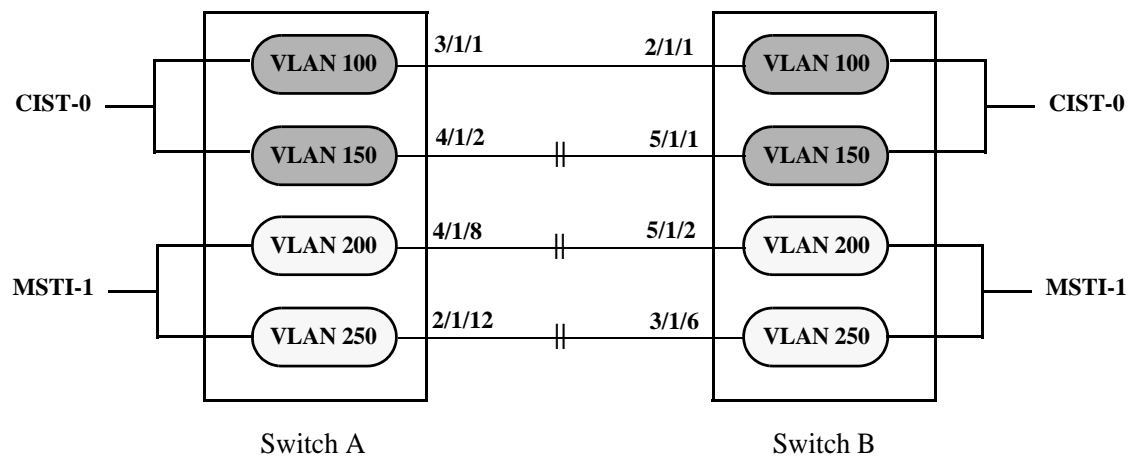 3/1/1 2/1/1
VLAN 100 VLAN 100
CIST-0 CIST-0
4/1/2 5/1/1
VLAN 150 VLAN 150
4/1/8 5/1/2
VLAN 200 VLAN 200
MSTI-1 MSTI-1
2/1/12 3/1/6
VLAN 250 VLAN 250
Switch A Switch B